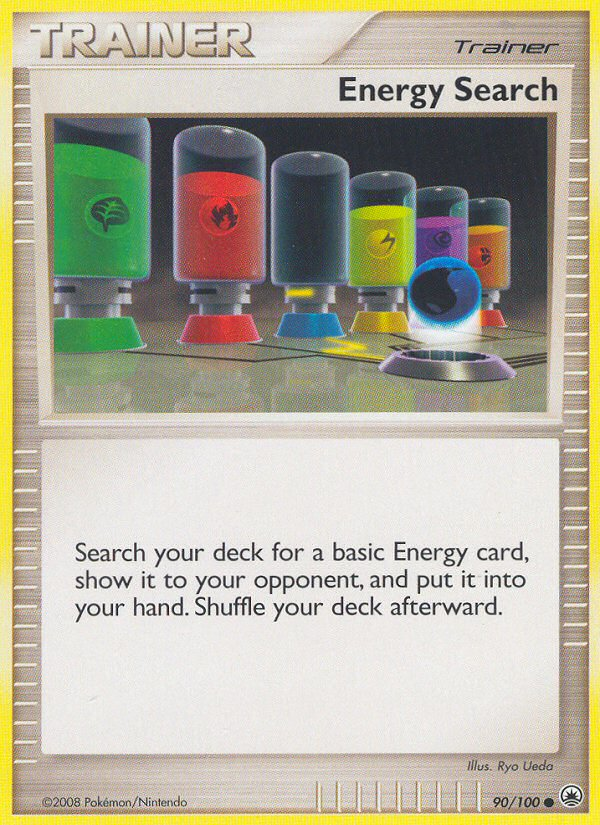 TRAINER
Trainer
Energy Search
Search your deck for a basic Energy card,
show it to your opponent, and put it into
your hand. Shuffle your deck afterward.
Illus. Ryo Ueda
©2008 Pokémon/Nintendo
90/100